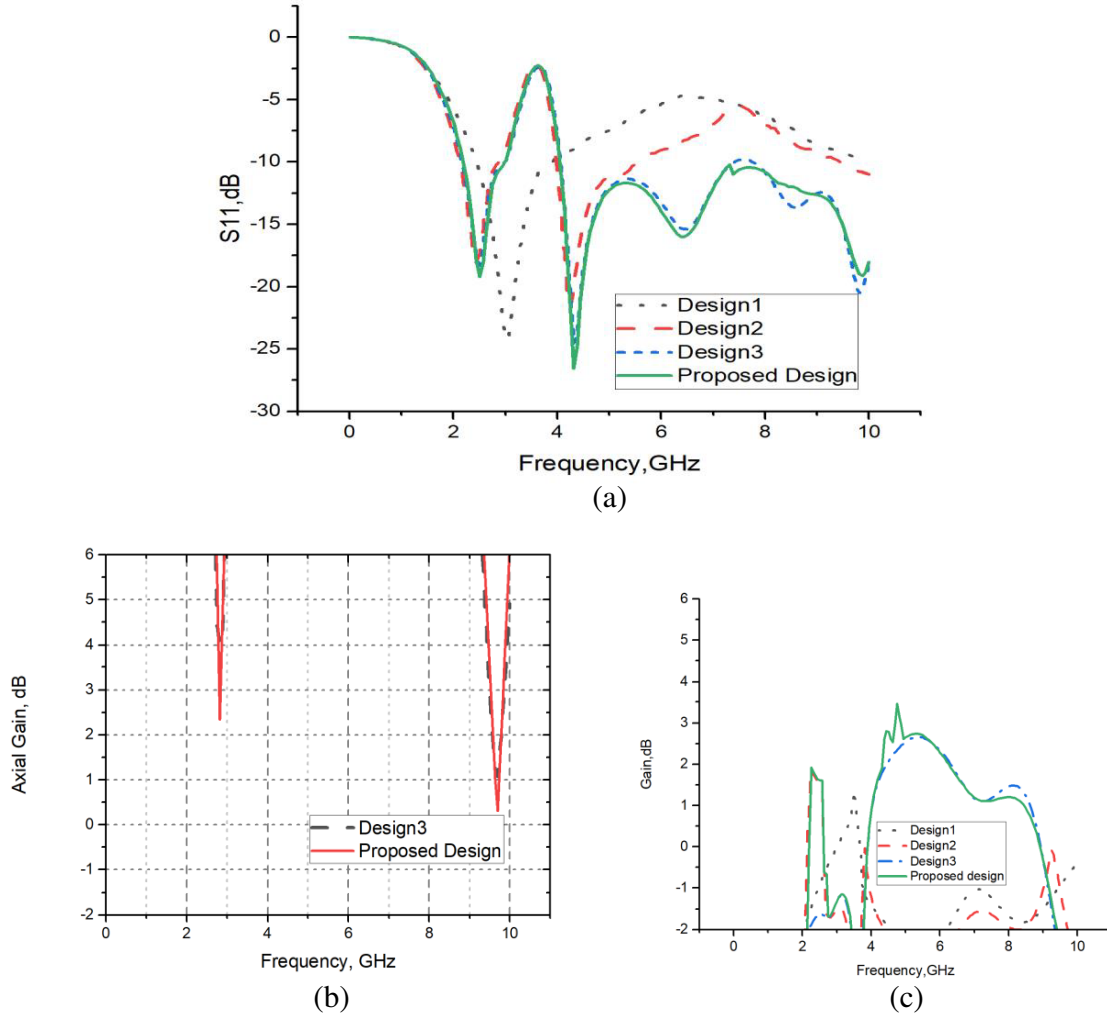 0
-5
-10
-15
-20
-25
-30
S11,dB
Design1
Design2
Design3
Proposed Design
0 2 4 6 8 10
Frequency,GHz
(a)
6
5
4
3
2
1
0
-1
-2
Axial Gain, dB
Design3
Proposed Design
0 2 4 6 8 10
Frequency, GHz
(b)
6
5
4
3
2
1
0
-1
-2
Gain,dB
Design1
Design2
Design3
Proposed design
0 2 4 6 8 10
Frequency,GHz
(c)